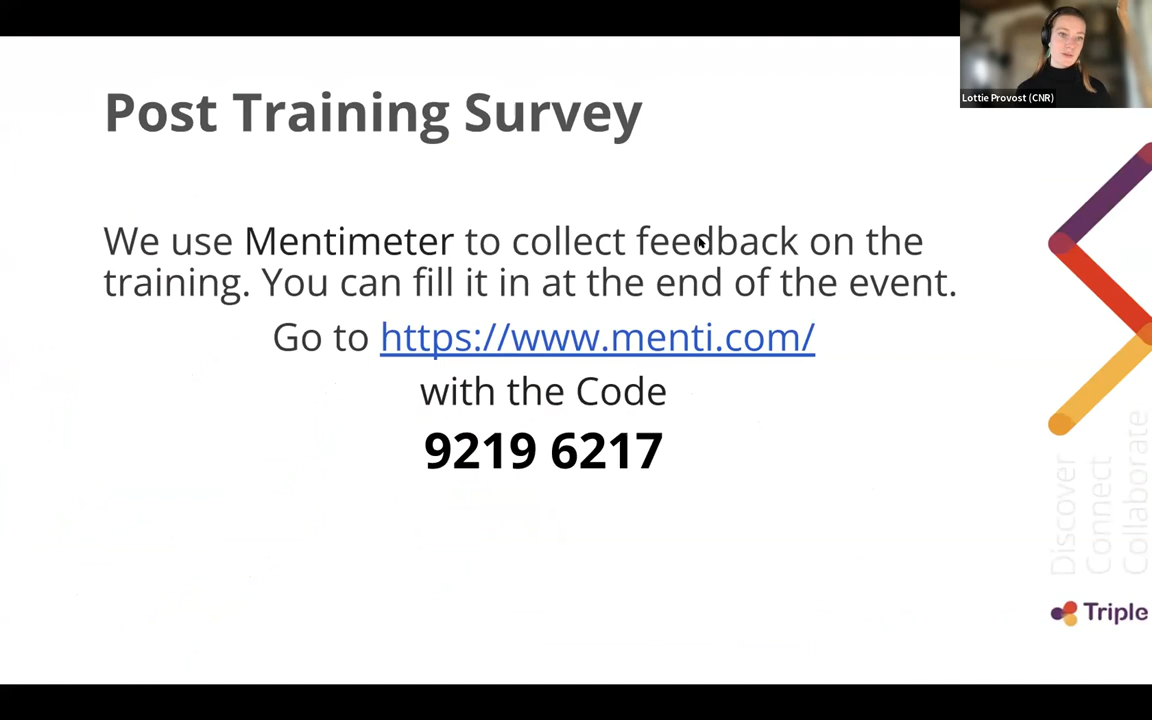 Lottie Provost (CNR)
Post Training Survey
We use Mentimeter to collect feedback on the
training. You can fill it in at the end of the event.
Go to https://www.menti.com/
with the Code
9219 6217
Discover
Connect
Collaborate
Triple